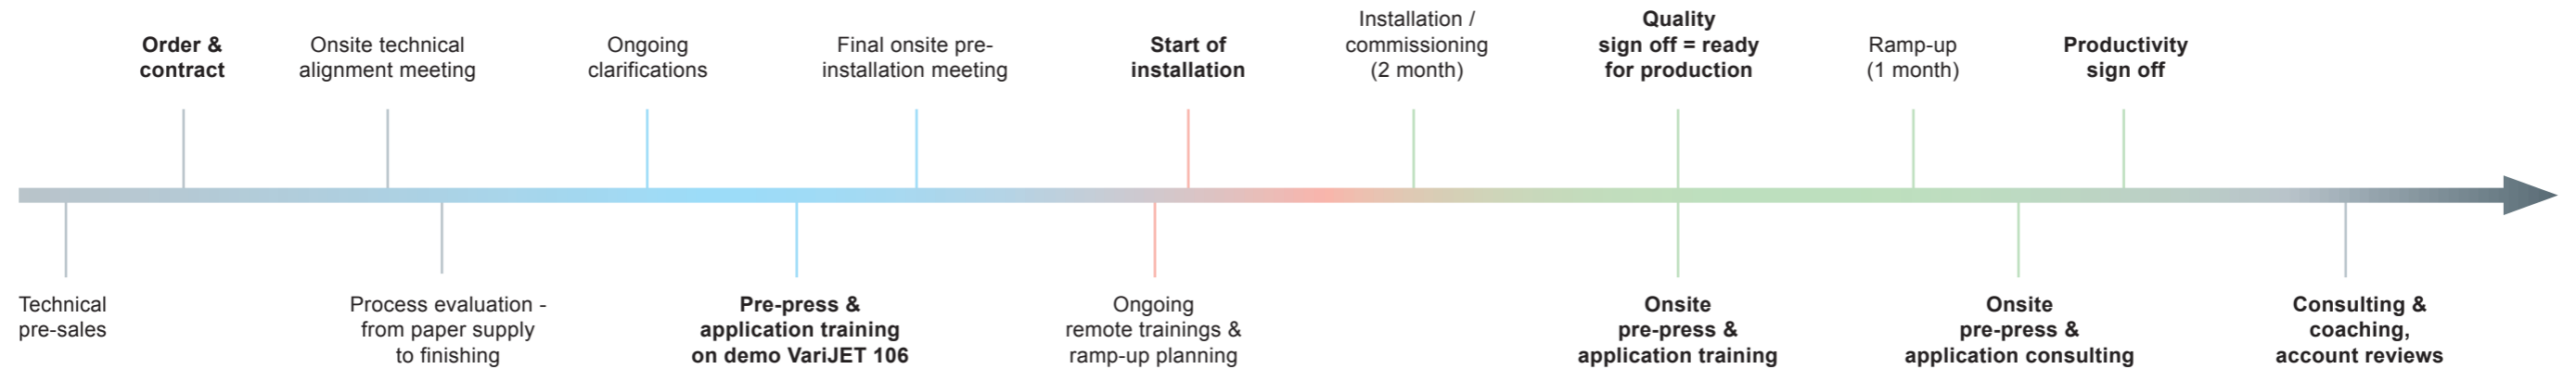 Order &
contract
Onsite technical
alignment meeting
Ongoing
clarifications
Final onsite pre-
installation meeting
Start of
installation
Installation /
commissioning
(2 month)
Quality
sign off = ready
for production
Ramp-up
(1 month)
Productivity
sign off
Technical
pre-sales
Process evaluation -
from paper supply
to finishing
Pre-press &
application training
on demo VariJET 106
Ongoing
remote trainings &
ramp-up planning
Onsite
pre-press &
application training
Onsite
pre-press &
application consulting
Consulting &
coaching,
account reviews